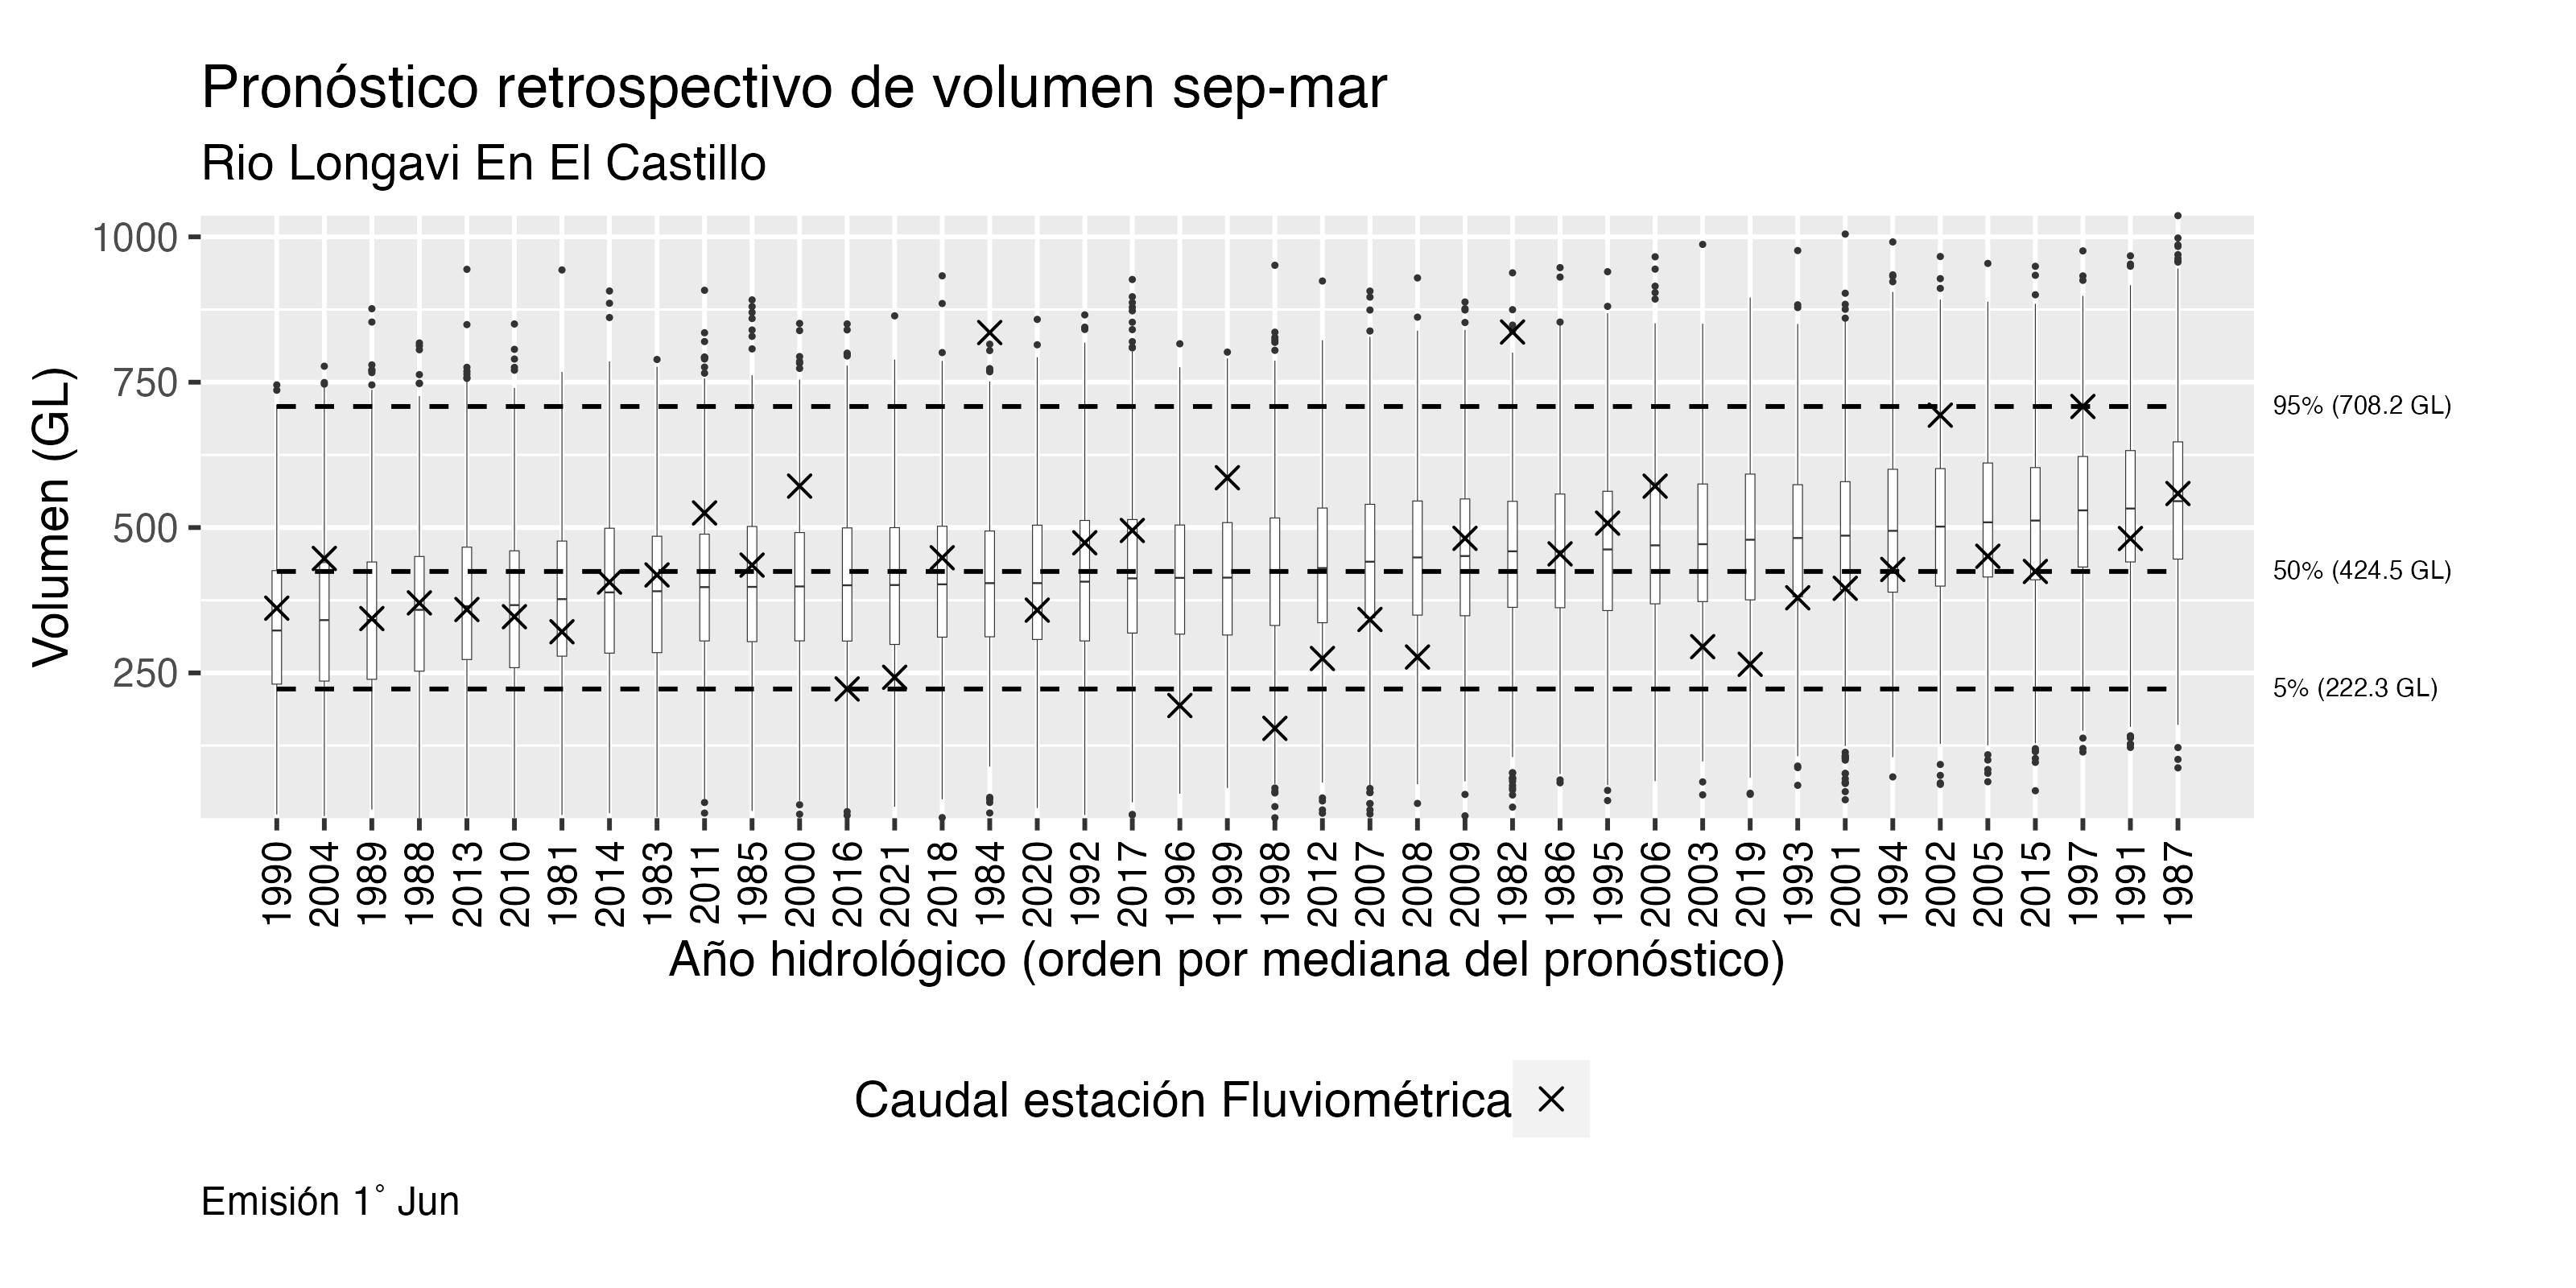 Pronóstico retrospectivo de volumen sep-mar
Rio Longavi En El Castillo
Volumen (GL)
1000
750
500
250
95% (708.2 GL)
50% (424.5 GL)
5% (222.3 GL)
1990 2004 1989 1988 2013 2010 1981 2014 1983 2011 1985 2000 2016 2021 2018 1984 2020 1992 2017 1996 1999 1998 2012 2007 2008 2009 1982 1986 1995 2006 2003 2019 1993 2001 1994 2002 2005 2015 1997 1991 1987
Año hidrológico (orden por mediana del pronóstico)
Caudal estación Fluviométrica
Emisión 1° Jun